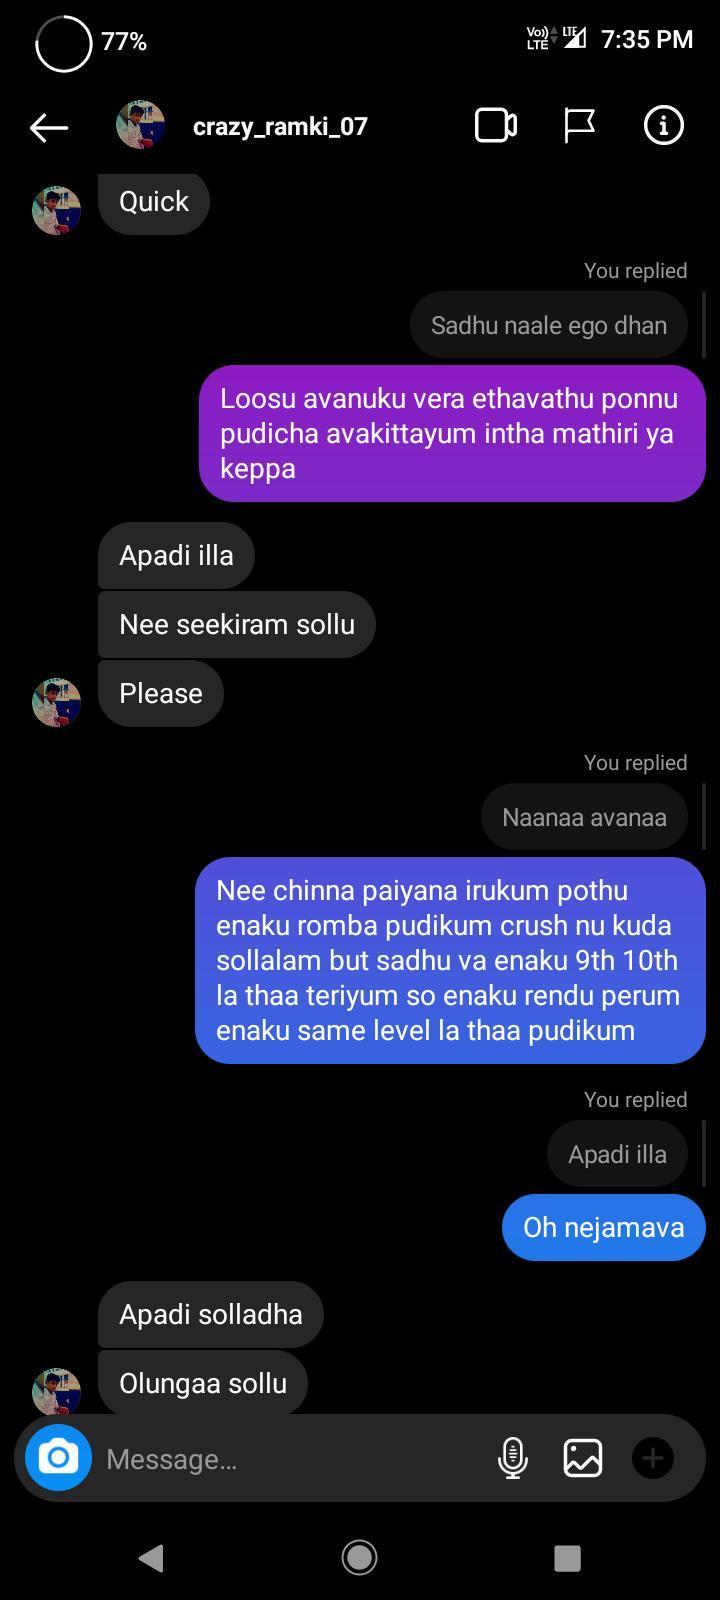 77%
Vo)) LTE LTE 7:35 PM
crazy_ramki_07
Quick
You replied
Sadhu naale ego dhan
Loosu avanuku vera ethavathu ponnu
pudicha avakittayum intha mathiri ya
keppa
Apadi illa
Nee seekiram sollu
Please
You replied
Naanaa avanaa
Nee chinna paiyana irukum pothu
enaku romba pudikum crush nu kuda
sollalam but sadhu va enaku 9th 10th
la thaa teriyum so enaku rendu perum
enaku same level la thaa pudikum
You replied
Apadi illa
Oh nejamava
Apadi solladha
Olungaa sollu
Message...